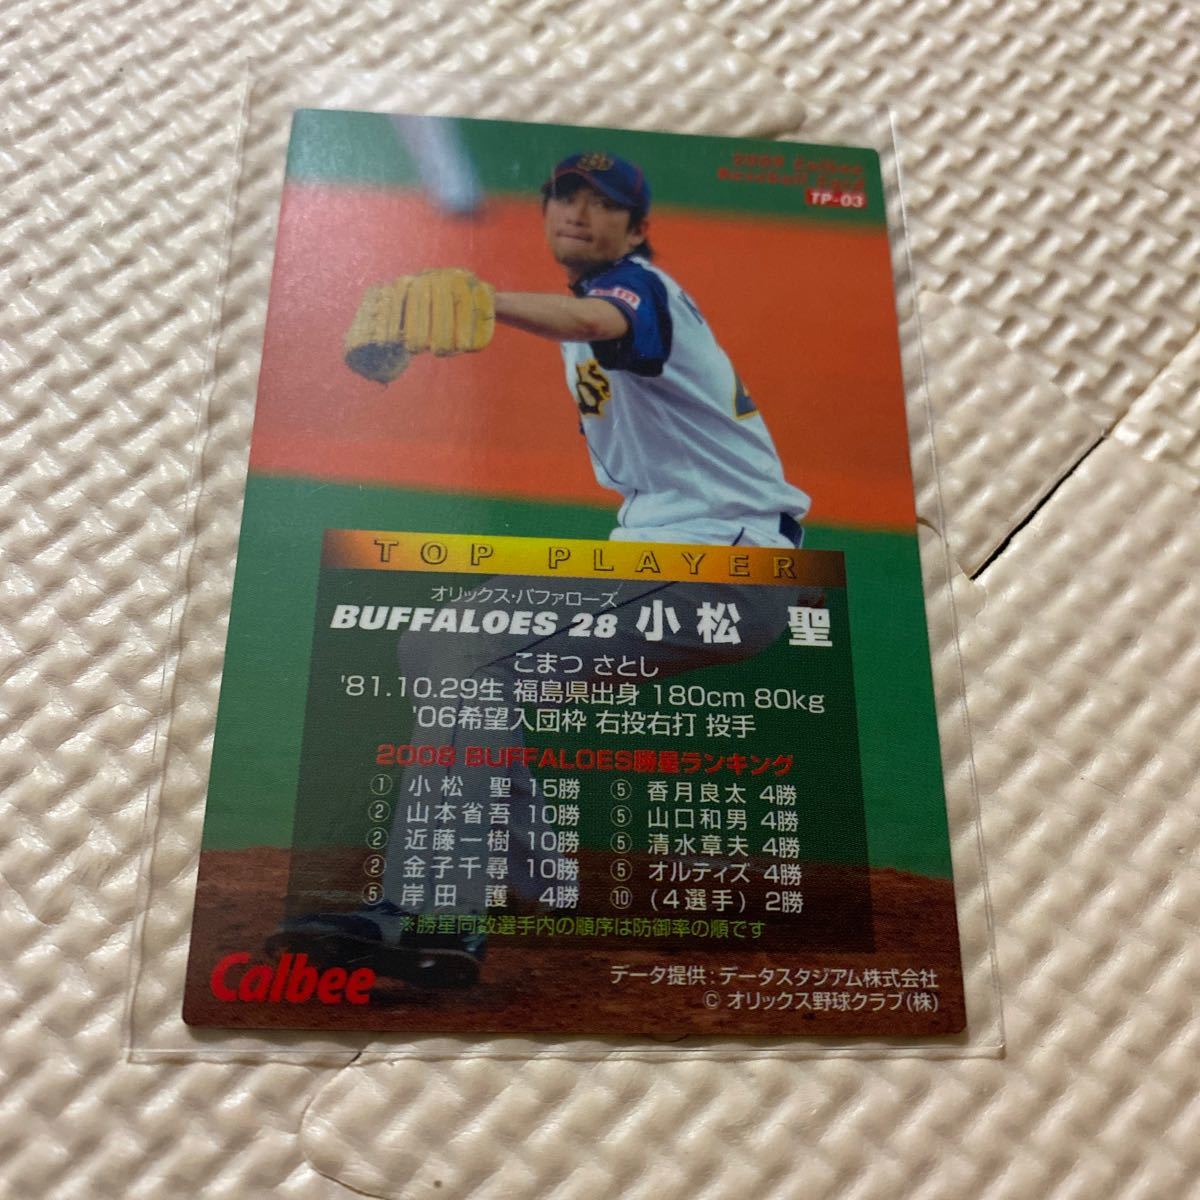 2009 Calbee
Baseball Card
TP-03
TOP PLAYER
オリックス・バファローズ
BUFFALOES 28 小松 聖
こまつ さとし
'81.10.29生 福島県出身 180cm 80kg
'06希望入団枠 右投右打 投手
2008 BUFFALOES勝星ランキング
① 小松 聖 15勝 ⑤ 香月良太 4勝
② 山本省吾 10勝 ⑤ 山口和男 4勝
② 近藤一樹 10勝 ⑤ 清水章夫 4勝
② 金子千尋 10勝 ⑤ オルティズ 4勝
⑤ 岸田 護 4勝 ⑩ (4選手) 2勝
※勝星同数選手内の順序は防御率の順です
Calbee
データ提供：データスタジアム株式会社
© オリックス野球クラブ(株)